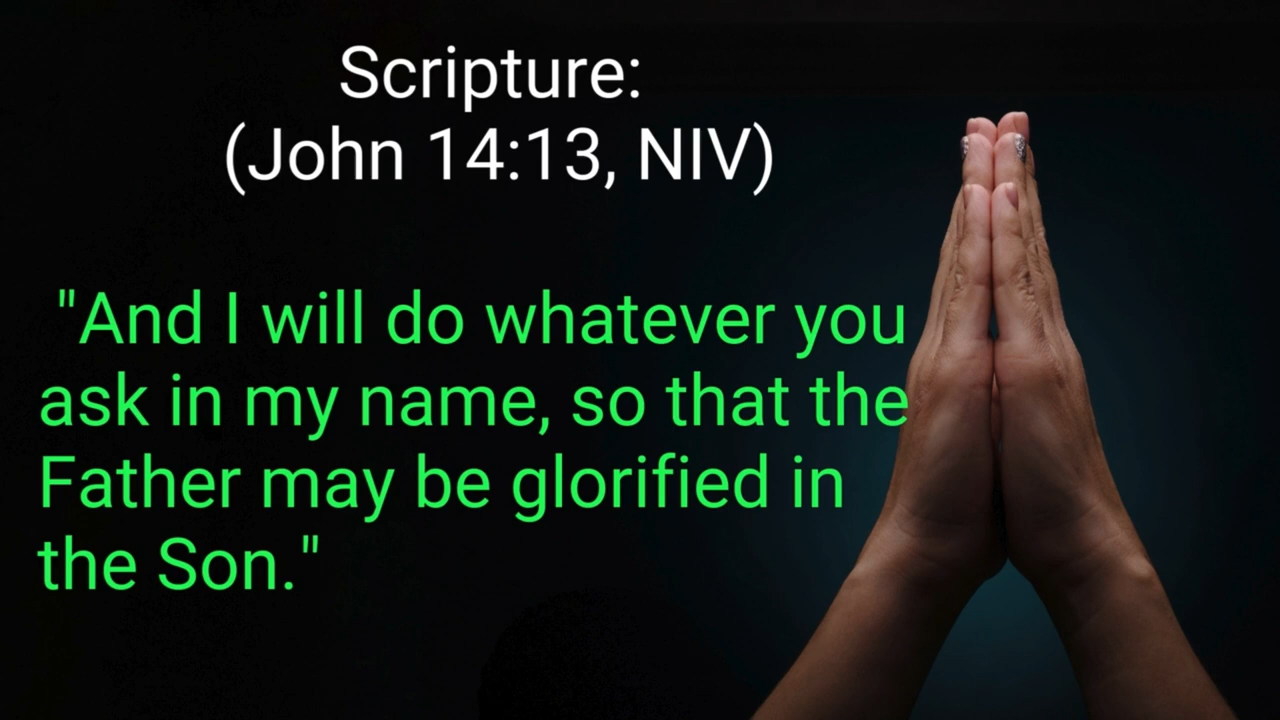 Scripture:
(John 14:13, NIV)
"And I will do whatever you
ask in my name, so that the
Father may be glorified in
the Son."